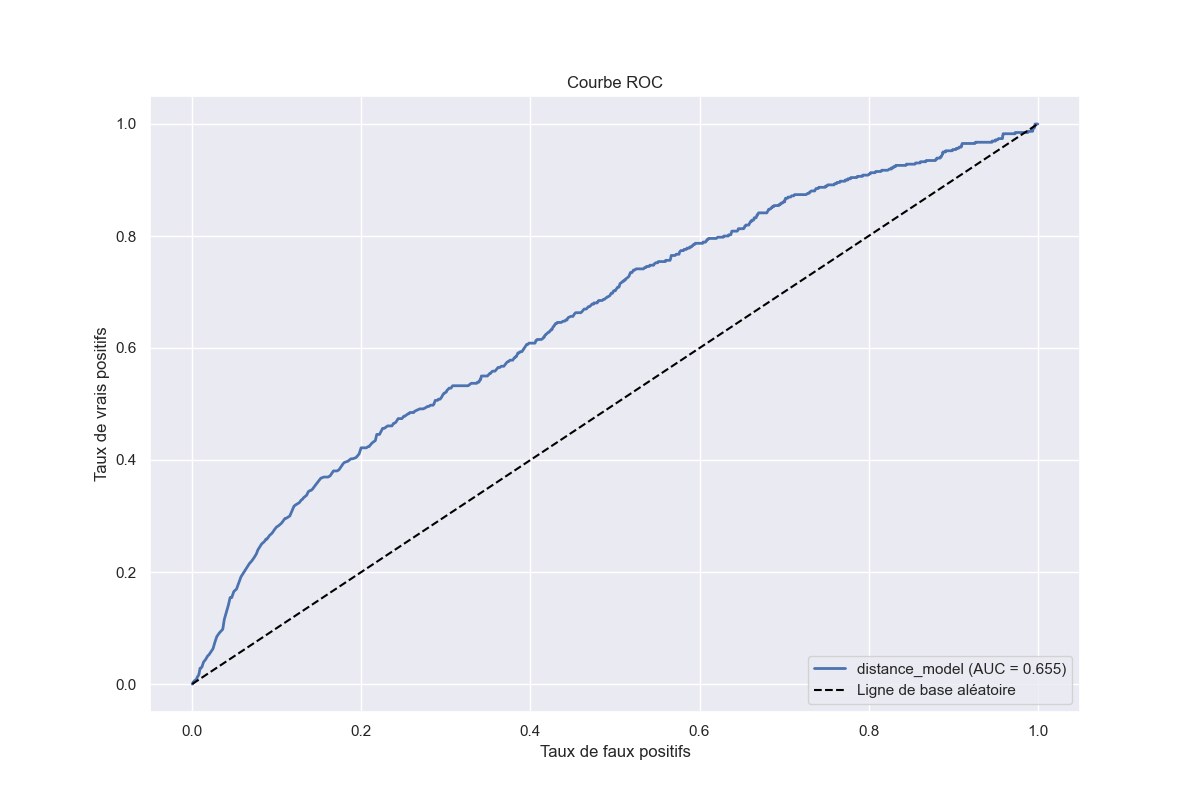 Courbe ROC
Taux de vrais positifs
1.0
0.8
0.6
0.4
0.2
0.0
0.0 0.2 0.4 0.6 0.8 1.0
Taux de faux positifs
distance_model (AUC = 0.655)
Ligne de base aléatoire